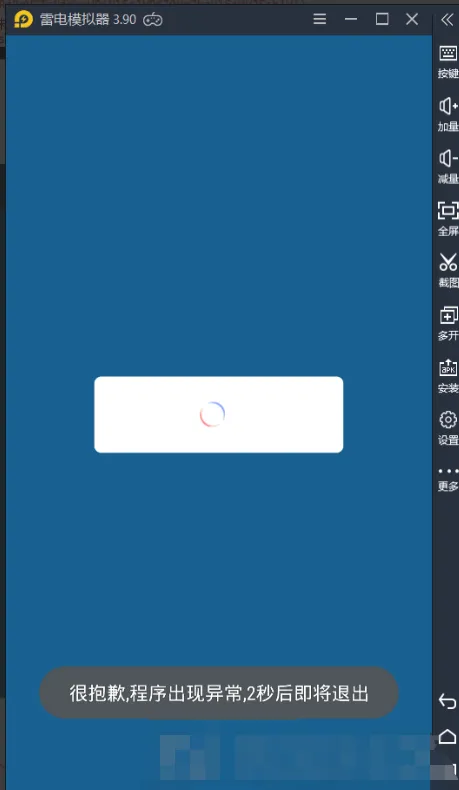 雷电模拟器 3.90
按键
加量
减量
全屏
截图
多开
APK
安装
设置
更多
很抱歉,程序出现异常,2秒后即将退出